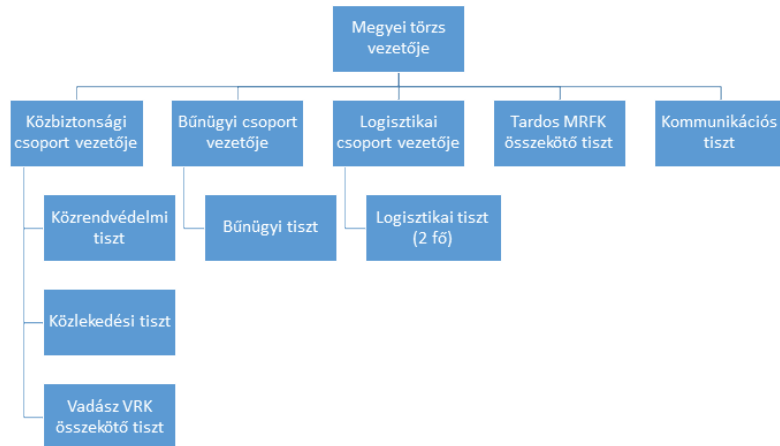 Megyei törzs
vezetője
Közbiztonsági
csoport vezetője
Bűnügyi csoport
vezetője
Logisztikai
csoport vezetője
Tardos MRFK
összekötő tiszt
Kommunikációs
tiszt
Közrendvédelmi
tiszt
Bűnügyi tiszt
Logisztikai tiszt
(2 fő)
Közlekedési tiszt
Vadász VRK
összekötő tiszt